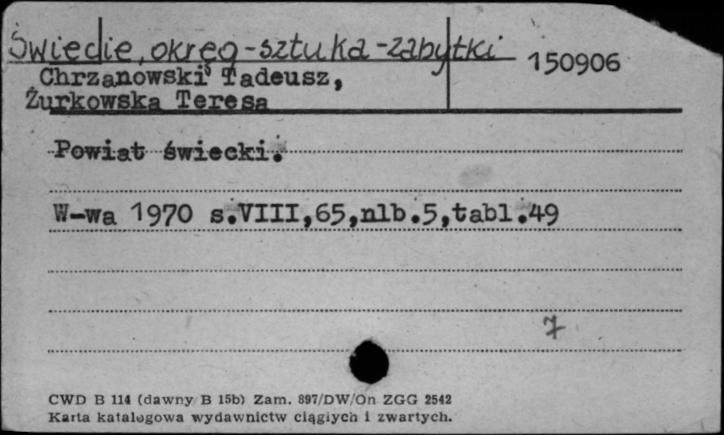 Świecie, okręg - sztuka - zabytki 150906
Chrzanowski Tadeusz,
Żurkowska Teresa
Powiat świecki.
W-wa 1970 s.VIII,65,nlb.5,tabl.49
7
CWD B 114 (dawny B 15b) Zam. 897/DW/On ZGG 2542
Karta katalogowa wydawnictw ciągłych i zwartych.